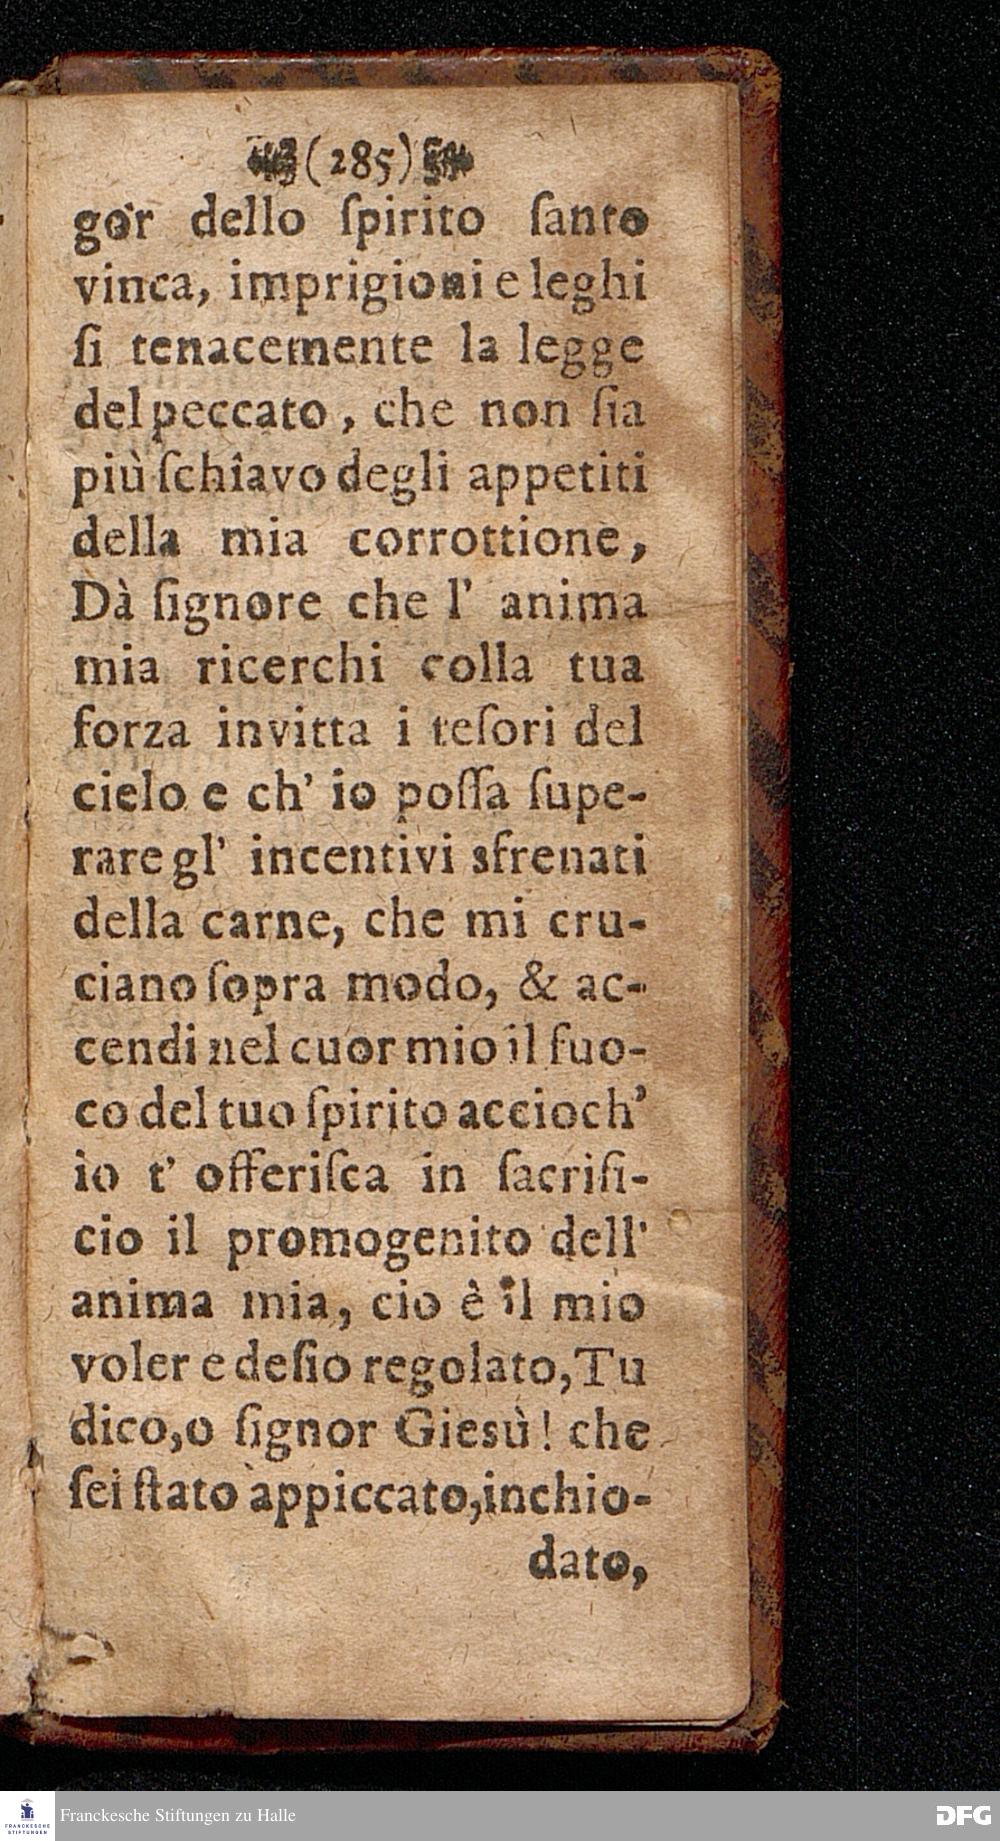 (285)
gor dello ſpirito ſanto
vinca, imprigioni e leghi
ſi tenacemente la legge
del peccato, che non ſia
più ſchiavo degli appetiti
della mia corrottione,
Dà ſignore che l' anima
mia ricerchi colla tua
forza invitta i teſori del
cielo e ch' io poſſa ſupe-
rare gl' incentivi sfrenati
della carne, che mi cru-
ciano ſopra modo, & ac-
cendi nel cuor mio il fuo-
co del tuo ſpirito accioch'
io t' offeriſca in ſacrifi-
cio il promogenito dell'
anima mia, cio è il mio
voler e deſio regolato, Tu
dico, o ſignor Giesù! che
ſei ſtato appiccato, inchio-
dato,
FRANCKESCHE
STIFTUNGEN
Franckesche Stiftungen zu Halle
DFG